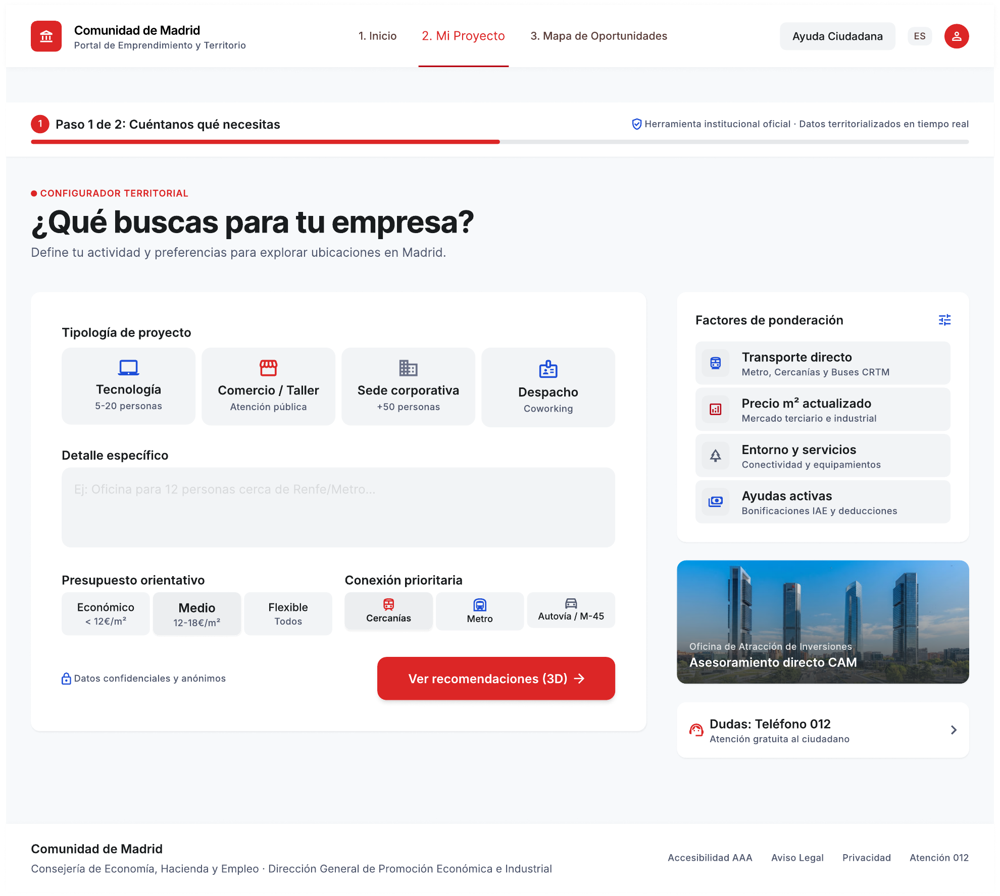 Comunidad de Madrid
Portal de Emprendimiento y Territorio
1. Inicio
2. Mi Proyecto
3. Mapa de Oportunidades
Ayuda Ciudadana
ES
1
Paso 1 de 2: Cuéntanos qué necesitas
Herramienta institucional oficial · Datos territorializados en tiempo real
CONFIGURADOR TERRITORIAL
¿Qué buscas para tu empresa?
Define tu actividad y preferencias para explorar ubicaciones en Madrid.
Tipología de proyecto
Tecnología
5-20 personas
Comercio / Taller
Atención pública
Sede corporativa
+50 personas
Despacho
Coworking
Detalle específico
Ej: Oficina para 12 personas cerca de Renfe/Metro...
Presupuesto orientativo
Económico
< 12€/m²
Medio
12-18€/m²
Flexible
Todos
Conexión prioritaria
Cercanías
Metro
Autovía / M-45
Datos confidenciales y anónimos
Ver recomendaciones (3D) →
Factores de ponderación
Transporte directo
Metro, Cercanías y Buses CRTM
Precio m² actualizado
Mercado terciario e industrial
Entorno y servicios
Conectividad y equipamientos
Ayudas activas
Bonificaciones IAE y deducciones
Oficina de Atracción de Inversiones
Asesoramiento directo CAM
Dudas: Teléfono 012
Atención gratuita al ciudadano
Comunidad de Madrid
Consejería de Economía, Hacienda y Empleo · Dirección General de Promoción Económica e Industrial
Accesibilidad AAA
Aviso Legal
Privacidad
Atención 012